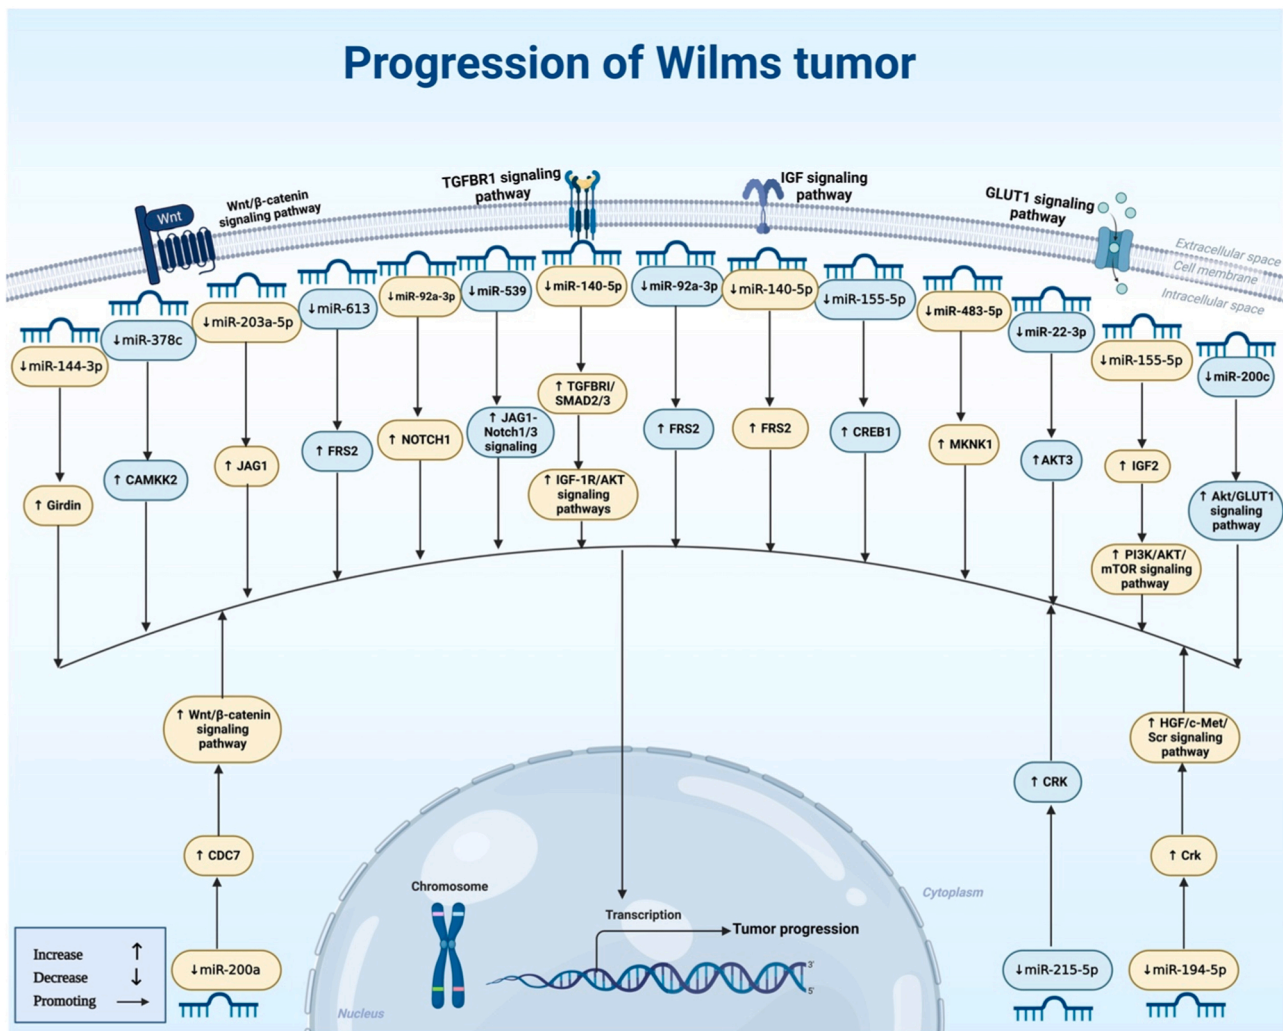 Progression of Wilms tumor
Wnt
Wnt/β-catenin
signaling pathway
TGFBR1 signaling
pathway
IGF signaling
pathway
GLUT1 signaling
pathway
Extracellular space
Cell membrane
Intracellular space
↓miR-144-3p
↓miR-378c
↓miR-203a-5p
↓miR-613
↓miR-92a-3p
↓miR-539
↓miR-140-5p
↓miR-92a-3p
↓miR-140-5p
↓miR-155-5p
↓miR-483-5p
↓miR-22-3p
↓miR-155-5p
↓miR-200c
↑ Girdin
↑ CAMKK2
↑ JAG1
↑ FRS2
↑ NOTCH1
↑ JAG1-
Notch1/3
signaling
↑ TGFBRI/
SMAD2/3
↑ IGF-1R/AKT
signaling
pathways
↑ FRS2
↑ FRS2
↑ CREB1
↑ MKNK1
↑AKT3
↑ IGF2
↑ PI3K/AKT/
mTOR signaling
pathway
↑ Akt/GLUT1
signaling
pathway
↑ Wnt/β-catenin
signaling
pathway
↑ CDC7
↓miR-200a
↑ CRK
↓miR-215-5p
↑ HGF/c-Met/
Scr signaling
pathway
↑ Crk
↓miR-194-5p
Chromosome
Transcription
Tumor progression
3'
5'
Cytoplasm
Nucleus
Increase ↑
Decrease ↓
Promoting →